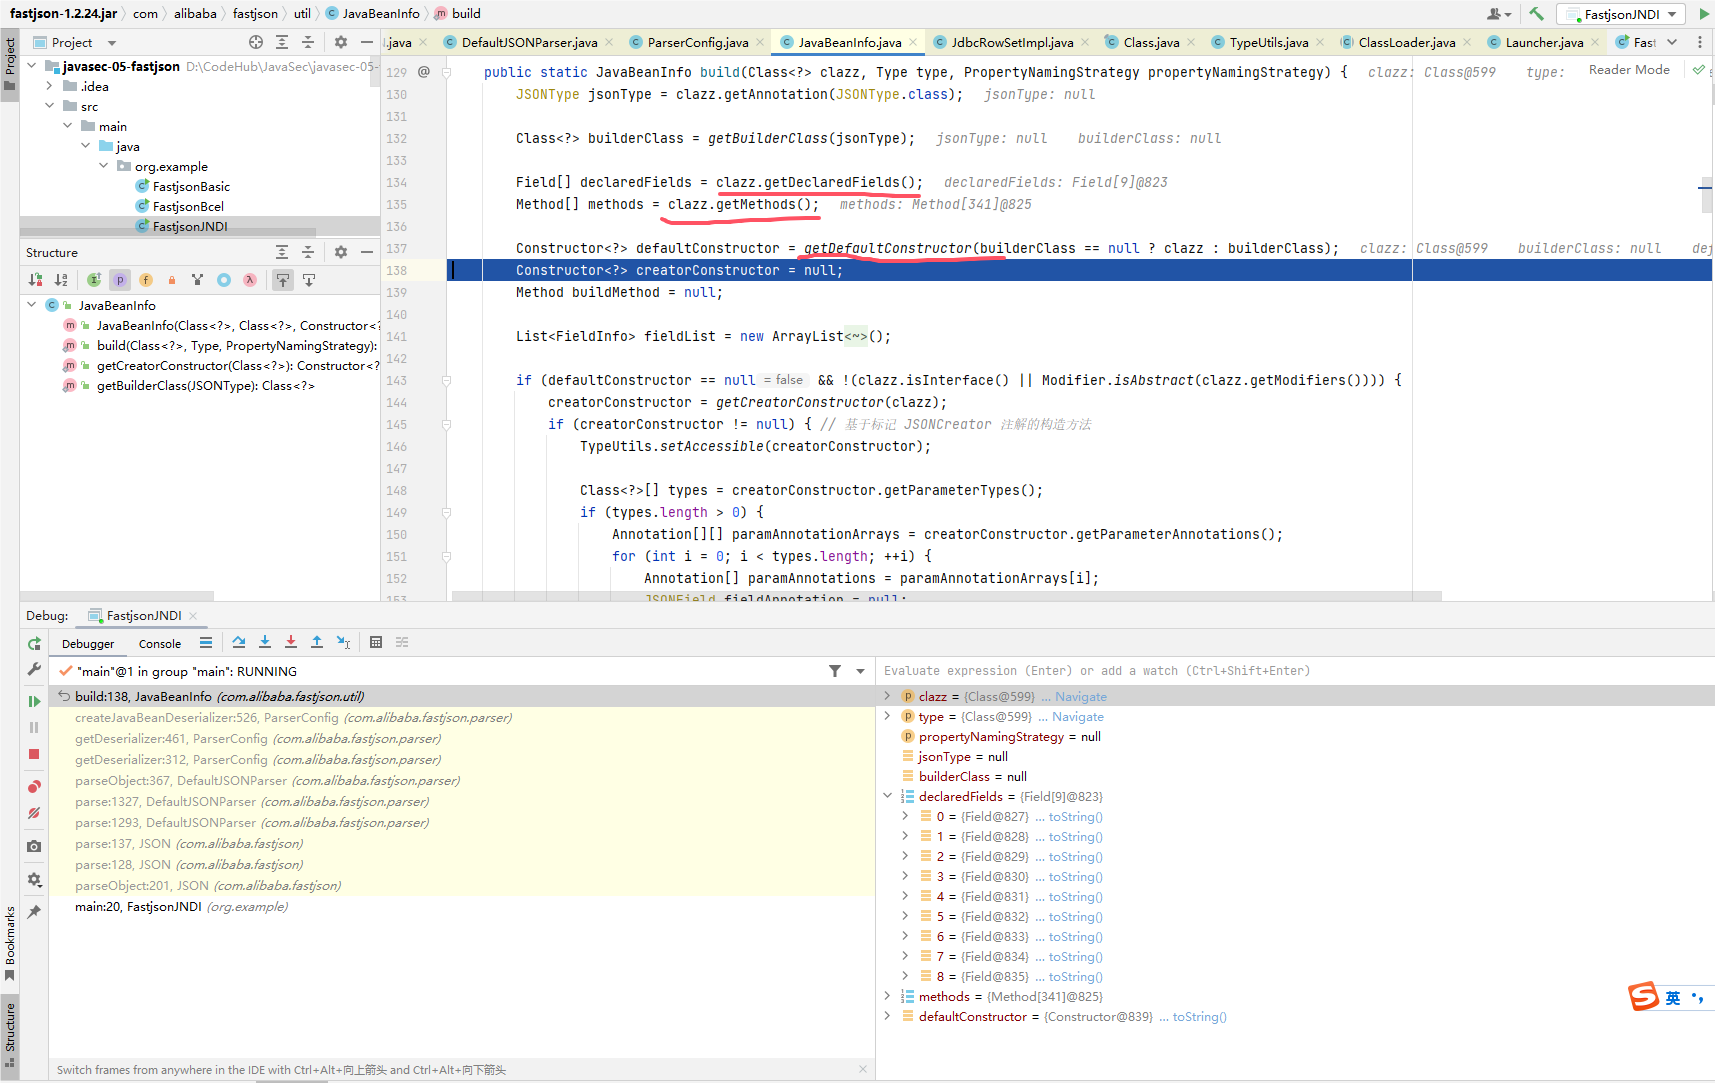 fastjson-1.2.24.jar com alibaba fastjson util JavaBeanInfo build
FastjsonJNDI
Project
l.java DefaultJSONParser.java ParserConfig.java JavaBeanInfo.java JdbcRowSetImpl.java Class.java TypeUtils.java ClassLoader.java Launcher.java Fast
Project
javasec-05-fastjson D:\CodeHub\JavaSec\javasec-05-
.idea
src
main
java
org.example
FastjsonBasic
FastjsonBcel
FastjsonJNDI
Structure
JavaBeanInfo
JavaBeanInfo(Class<?>, Class<?>, Constructor<?
build(Class<?>, Type, PropertyNamingStrategy):
getCreatorConstructor(Class<?>): Constructor<?
getBuilderClass(JSONType): Class<?>
Reader Mode
129 @ public static JavaBeanInfo build(Class<?> clazz, Type type, PropertyNamingStrategy propertyNamingStrategy) { clazz: Class@599 type:
130 JSONType jsonType = clazz.getAnnotation(JSONType.class); jsonType: null
131
132 Class<?> builderClass = getBuilderClass(jsonType); jsonType: null builderClass: null
133
134 Field[] declaredFields = clazz.getDeclaredFields(); declaredFields: Field[9]@823
135 Method[] methods = clazz.getMethods(); methods: Method[341]@825
136
137 Constructor<?> defaultConstructor = getDefaultConstructor(builderClass == null ? clazz : builderClass); clazz: Class@599 builderClass: null def
138 Constructor<?> creatorConstructor = null;
139 Method buildMethod = null;
140
141 List<FieldInfo> fieldList = new ArrayList<~>();
142
143 if (defaultConstructor == null = false && !(clazz.isInterface() || Modifier.isAbstract(clazz.getModifiers()))) {
144 creatorConstructor = getCreatorConstructor(clazz);
145 if (creatorConstructor != null) { // 基于标记 JSONCreator 注解的构造方法
146 TypeUtils.setAccessible(creatorConstructor);
147
148 Class<?>[] types = creatorConstructor.getParameterTypes();
149 if (types.length > 0) {
150 Annotation[][] paramAnnotationArrays = creatorConstructor.getParameterAnnotations();
151 for (int i = 0; i < types.length; ++i) {
152 Annotation[] paramAnnotations = paramAnnotationArrays[i];
153 JSONField fieldAnnotation = null;
Debug: FastjsonJNDI
Debugger Console
"main"@1 in group "main": RUNNING
build:138, JavaBeanInfo (com.alibaba.fastjson.util)
createJavaBeanDeserializer:526, ParserConfig (com.alibaba.fastjson.parser)
getDeserializer:461, ParserConfig (com.alibaba.fastjson.parser)
getDeserializer:312, ParserConfig (com.alibaba.fastjson.parser)
parseObject:367, DefaultJSONParser (com.alibaba.fastjson.parser)
parse:1327, DefaultJSONParser (com.alibaba.fastjson.parser)
parse:1293, DefaultJSONParser (com.alibaba.fastjson.parser)
parse:137, JSON (com.alibaba.fastjson)
parse:128, JSON (com.alibaba.fastjson)
parseObject:201, JSON (com.alibaba.fastjson)
main:20, FastjsonJNDI (org.example)
Evaluate expression (Enter) or add a watch (Ctrl+Shift+Enter)
clazz = {Class@599} ... Navigate
type = {Class@599} ... Navigate
propertyNamingStrategy = null
jsonType = null
builderClass = null
declaredFields = {Field[9]@823}
0 = {Field@827} ... toString()
1 = {Field@828} ... toString()
2 = {Field@829} ... toString()
3 = {Field@830} ... toString()
4 = {Field@831} ... toString()
5 = {Field@832} ... toString()
6 = {Field@833} ... toString()
7 = {Field@834} ... toString()
8 = {Field@835} ... toString()
methods = {Method[341]@825}
defaultConstructor = {Constructor@839} ... toString()
Bookmarks
Structure
英
Switch frames from anywhere in the IDE with Ctrl+Alt+向上箭头 and Ctrl+Alt+向下箭头